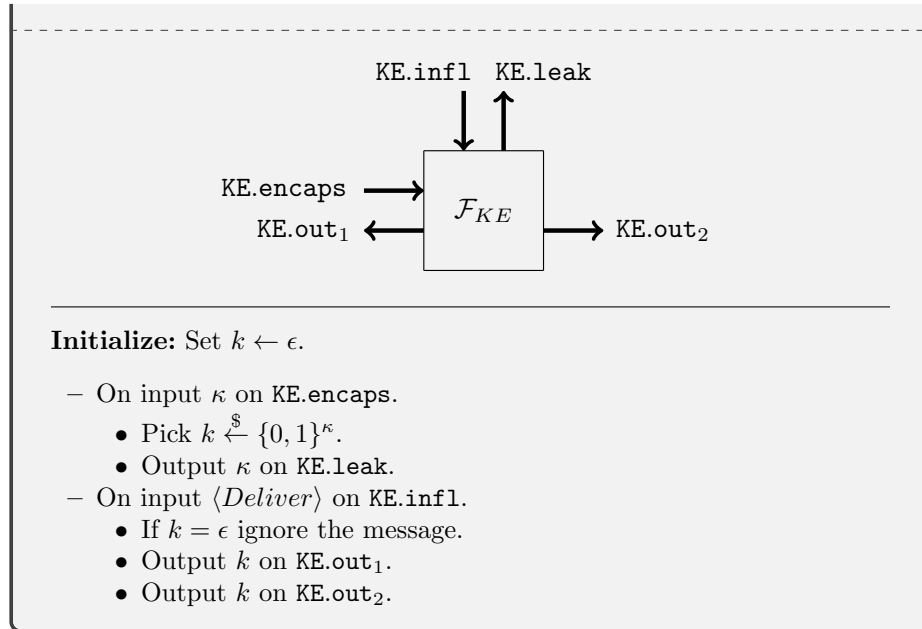 KE.infl KE.leak
KE.encaps
F_KE
KE.out₁ KE.out₂
Initialize: Set k ← ϵ.
– On input κ on KE.encaps.
• Pick k ←$ {0, 1}^κ.
• Output κ on KE.leak.
– On input ⟨Deliver⟩ on KE.infl.
• If k = ϵ ignore the message.
• Output k on KE.out₁.
• Output k on KE.out₂.